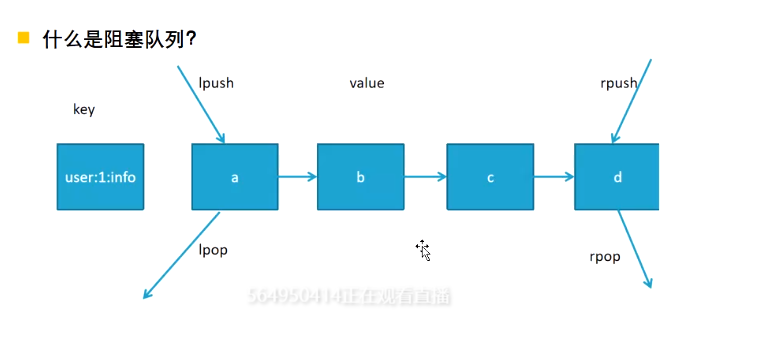 什么是阻塞队列?
lpush
value
rpush
key
user:1:info
a
b
c
d
lpop
rpop
564950414正在观看直播